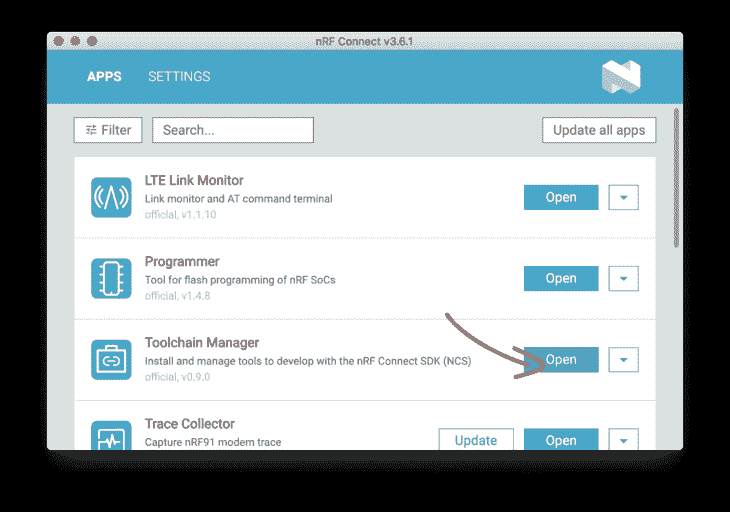 nRF Connect v3.6.1
APPS SETTINGS
Filter Search... Update all apps
LTE Link Monitor
Link monitor and AT command terminal
official, v1.1.10
Open
Programmer
Tool for flash programming of nRF SoCs
official, v1.4.8
Open
Toolchain Manager
Install and manage tools to develop with the nRF Connect SDK (NCS)
official, v0.9.0
Open
Trace Collector
Capture nRF91 modem trace
Update Open